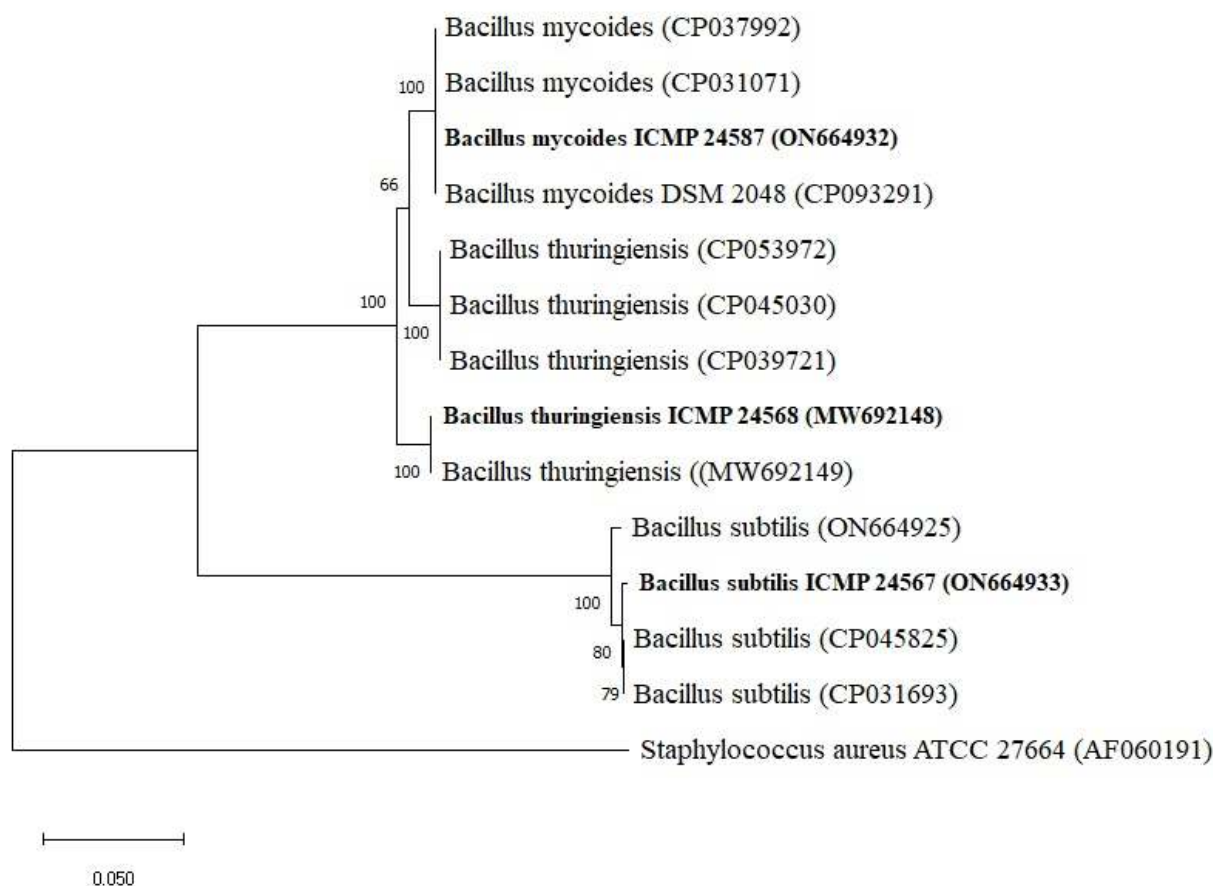 Bacillus mycoides (CP037992)
Bacillus mycoides (CP031071)
100
Bacillus mycoides ICMP 24587 (ON664932)
66
Bacillus mycoides DSM 2048 (CP093291)
Bacillus thuringiensis (CP053972)
100
Bacillus thuringiensis (CP045030)
100
Bacillus thuringiensis (CP039721)
Bacillus thuringiensis ICMP 24568 (MW692148)
100
Bacillus thuringiensis ((MW692149)
Bacillus subtilis (ON664925)
Bacillus subtilis ICMP 24567 (ON664933)
100
Bacillus subtilis (CP045825)
80
79
Bacillus subtilis (CP031693)
Staphylococcus aureus ATCC 27664 (AF060191)
0.050